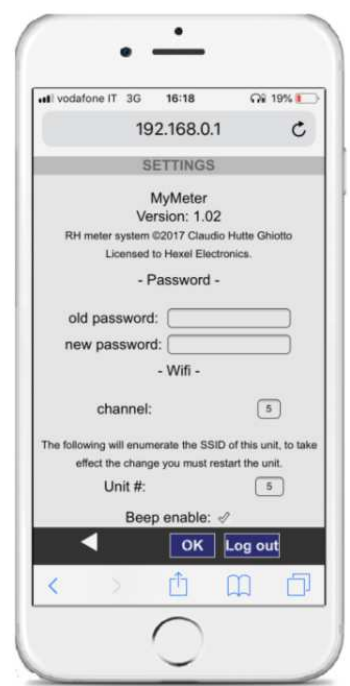 vodafone IT 3G 16:18 19%
192.168.0.1
SETTINGS
MyMeter
Version: 1.02
RH meter system ©2017 Claudio Hutte Ghiotto
Licensed to Hexel Electronics.
- Password -
old password:
new password:
- Wifi -
channel: 5
The following will enumerate the SSID of this unit, to take
effect the change you must restart the unit.
Unit #: 5
Beep enable:
OK Log out